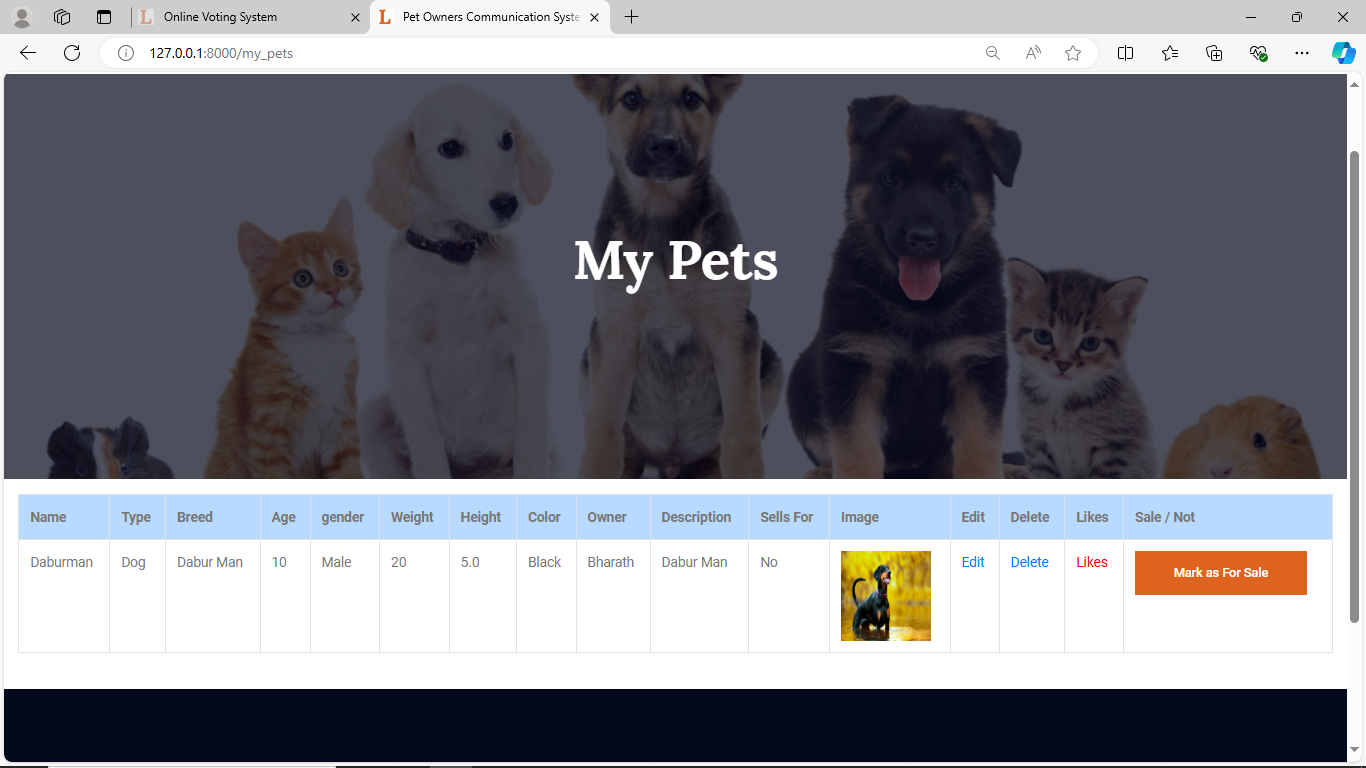 Online Voting System
Pet Owners Communication Syste
127.0.0.1:8000/my_pets
My Pets
Name Type Breed Age gender Weight Height Color Owner Description Sells For Image Edit Delete Likes Sale / Not
Daburman Dog Dabur Man 10 Male 20 5.0 Black Bharath Dabur Man No Edit Delete Likes Mark as For Sale